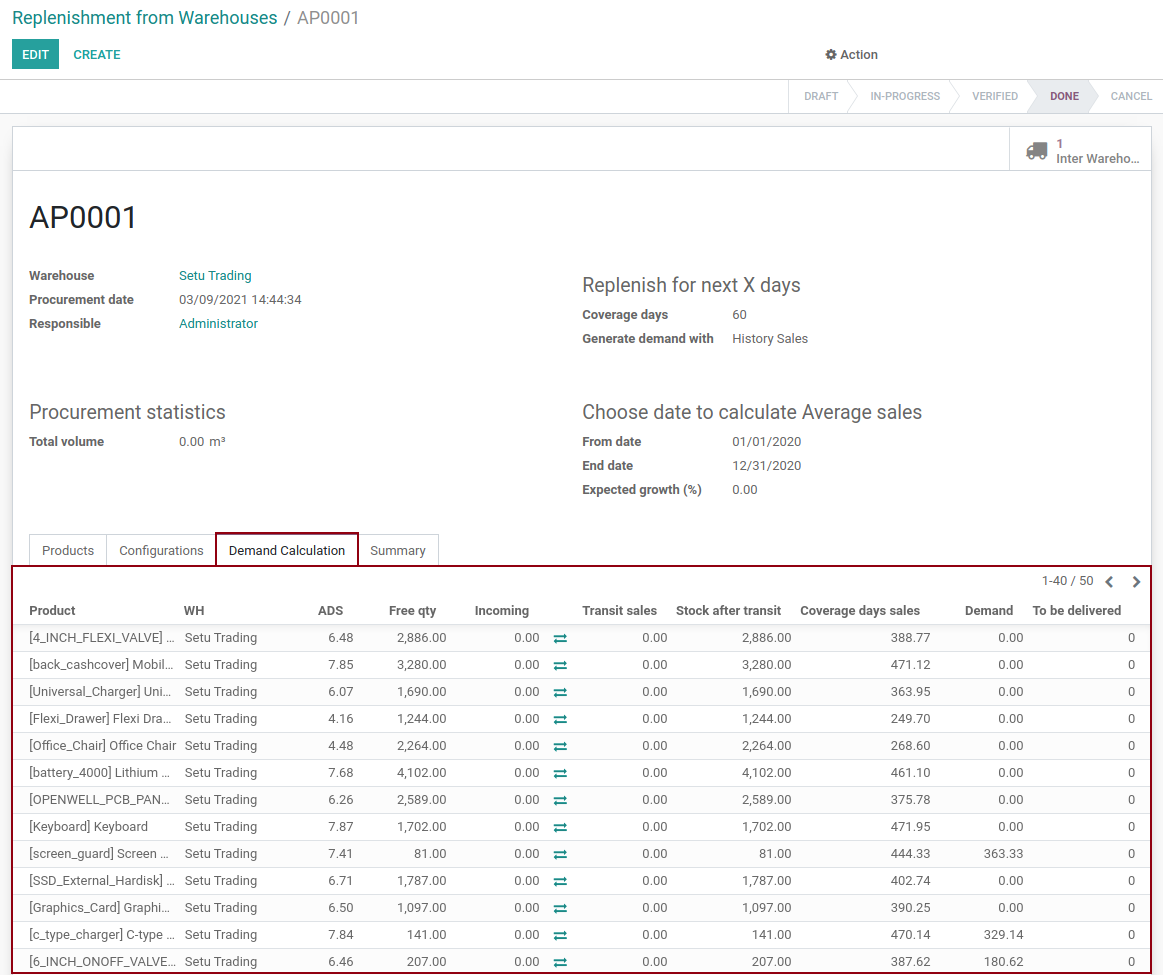 Replenishment from Warehouses / AP0001
EDIT CREATE Action
DRAFT IN-PROGRESS VERIFIED DONE CANCEL
1
Inter Wareho...
AP0001
Warehouse Setu Trading
Procurement date 03/09/2021 14:44:34
Responsible Administrator
Replenish for next X days
Coverage days 60
Generate demand with History Sales
Procurement statistics
Total volume 0.00 m³
Choose date to calculate Average sales
From date 01/01/2020
End date 12/31/2020
Expected growth (%) 0.00
Products Configurations Demand Calculation Summary
1-40 / 50
Product WH ADS Free qty Incoming Transit sales Stock after transit Coverage days sales Demand To be delivered
[4_INCH_FLEXI_VALVE] ... Setu Trading 6.48 2,886.00 0.00 0.00 2,886.00 388.77 0.00 0
[back_cashcover] Mobil... Setu Trading 7.85 3,280.00 0.00 0.00 3,280.00 471.12 0.00 0
[Universal_Charger] Uni... Setu Trading 6.07 1,690.00 0.00 0.00 1,690.00 363.95 0.00 0
[Flexi_Drawer] Flexi Dra... Setu Trading 4.16 1,244.00 0.00 0.00 1,244.00 249.70 0.00 0
[Office_Chair] Office Chair Setu Trading 4.48 2,264.00 0.00 0.00 2,264.00 268.60 0.00 0
[battery_4000] Lithium ... Setu Trading 7.68 4,102.00 0.00 0.00 4,102.00 461.10 0.00 0
[OPENWELL_PCB_PAN... Setu Trading 6.26 2,589.00 0.00 0.00 2,589.00 375.78 0.00 0
[Keyboard] Keyboard Setu Trading 7.87 1,702.00 0.00 0.00 1,702.00 471.95 0.00 0
[screen_guard] Screen ... Setu Trading 7.41 81.00 0.00 0.00 81.00 444.33 363.33 0
[SSD_External_Hardisk] ... Setu Trading 6.71 1,787.00 0.00 0.00 1,787.00 402.74 0.00 0
[Graphics_Card] Graphi... Setu Trading 6.50 1,097.00 0.00 0.00 1,097.00 390.25 0.00 0
[c_type_charger] C-type ... Setu Trading 7.84 141.00 0.00 0.00 141.00 470.14 329.14 0
[6_INCH_ONOFF_VALVE... Setu Trading 6.46 207.00 0.00 0.00 207.00 387.62 180.62 0